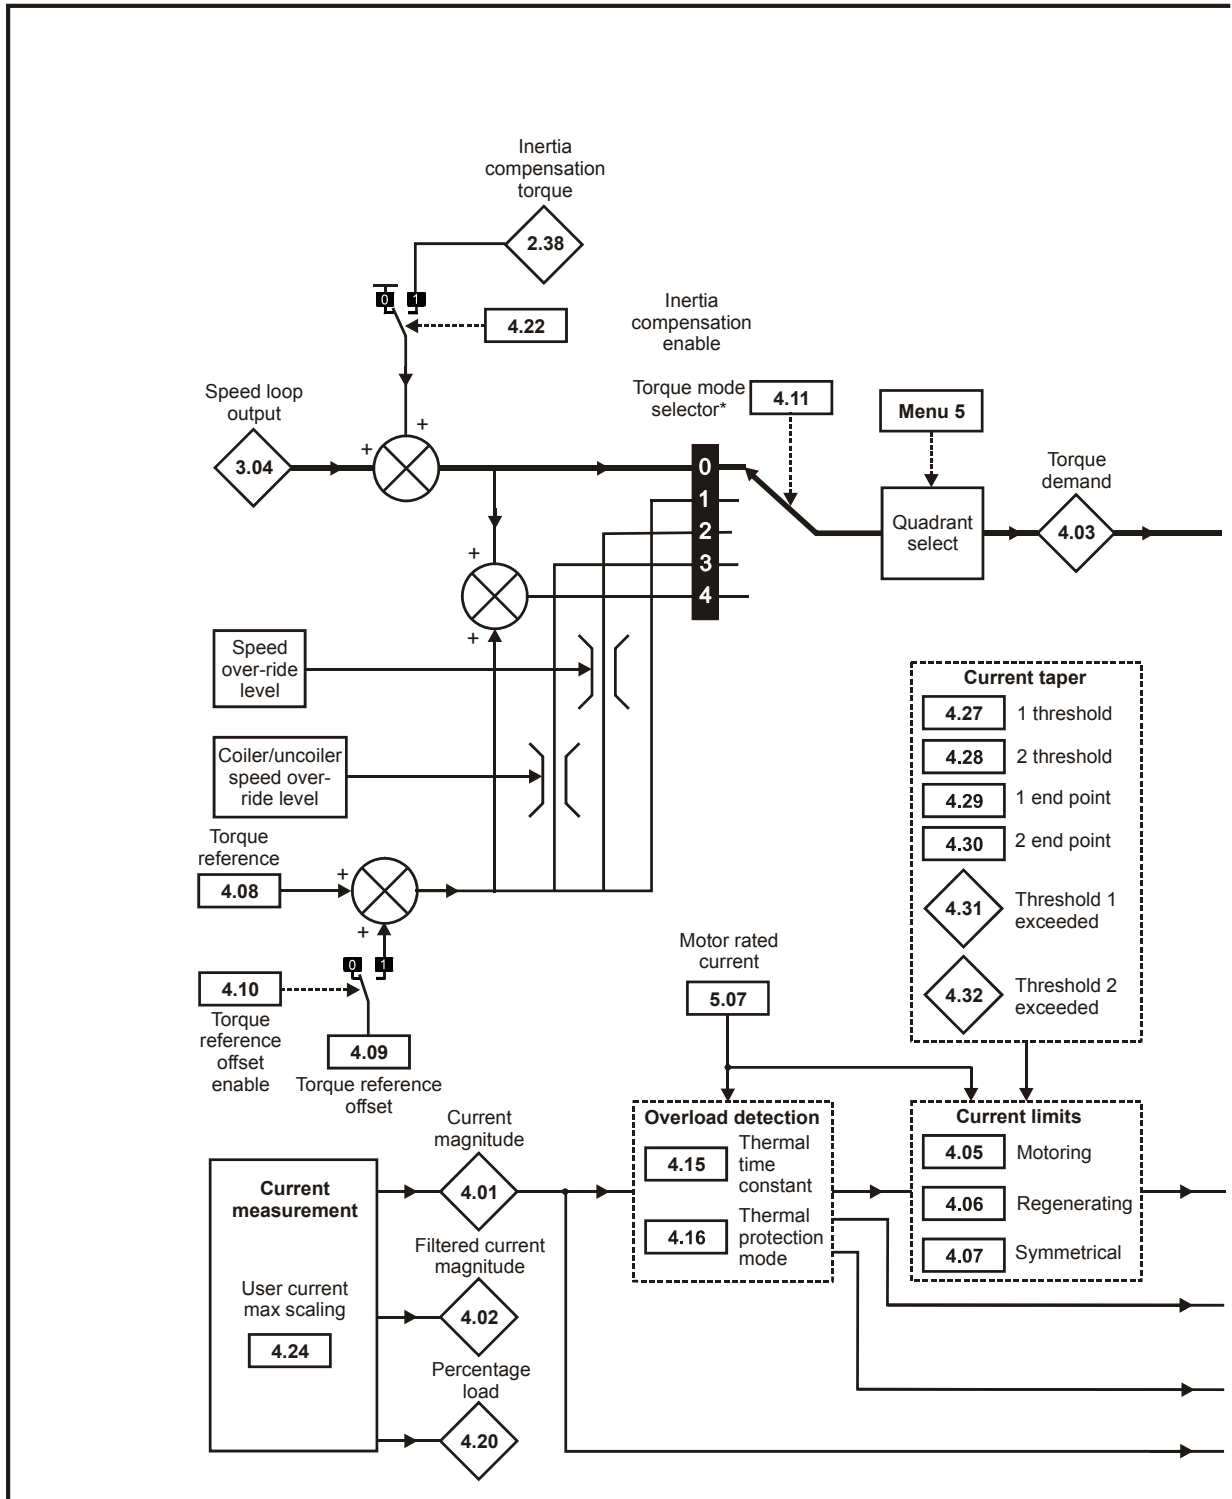 Inertia
compensation
torque
2.38
0 1
4.22
Inertia
compensation
enable
Speed loop
output
3.04
+
+
Torque mode
selector*
4.11
Menu 5
Quadrant
select
Torque
demand
4.03
0
1
2
3
4
+
+
Speed
over-ride
level
Coiler/uncoiler
speed over-
ride level
Torque
reference
4.08
+
+
0 1
4.10
Torque
reference
offset
enable
4.09
Torque reference
offset
Current taper
4.27 1 threshold
4.28 2 threshold
4.29 1 end point
4.30 2 end point
4.31 Threshold 1
exceeded
4.32 Threshold 2
exceeded
Motor rated
current
5.07
Current
measurement
User current
max scaling
4.24
Current
magnitude
4.01
Filtered current
magnitude
4.02
Percentage
load
4.20
Overload detection
4.15 Thermal
time
constant
4.16 Thermal
protection
mode
Current limits
4.05 Motoring
4.06 Regenerating
4.07 Symmetrical